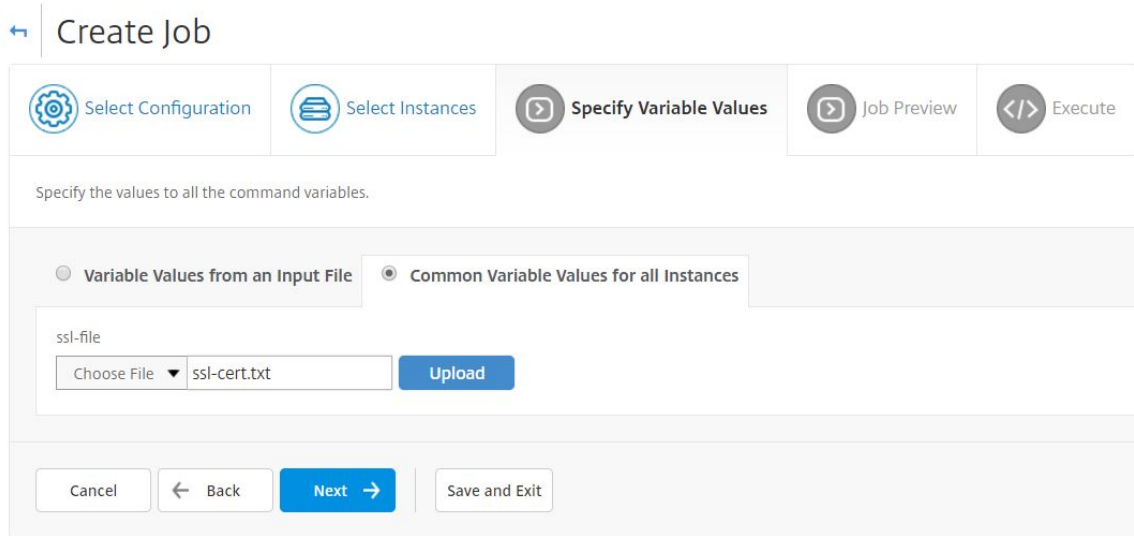 Create Job
Select Configuration Select Instances Specify Variable Values Job Preview Execute
Specify the values to all the command variables.
Variable Values from an Input File Common Variable Values for all Instances
ssl-file
Choose File ssl-cert.txt Upload
Cancel Back Next Save and Exit